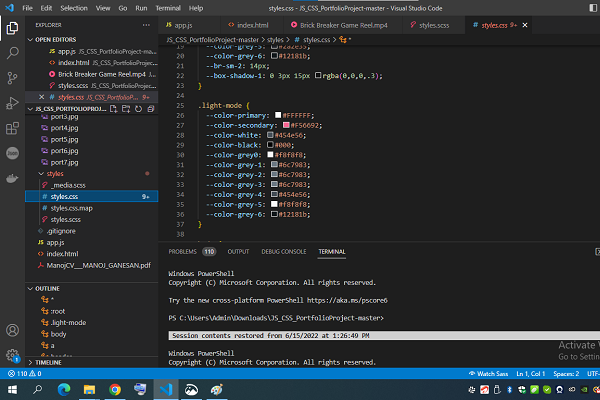 File Edit Selection View Go Run Terminal Help
styles.css - JS_CSS_PortfolioProject-master - Visual Studio Code
EXPLORER
OPEN EDITORS
app.js JS_CSS_PortfolioProject-ma...
index.html JS_CSS_PortfolioProject-...
Brick Breaker Game Reel.mp4
styles.scss JS_CSS_PortfolioProject-...
styles.css JS_CSS_PortfolioP... 9+
JS_CSS_PORTFOLIOPROJ...
port3.jpg
port4.jpg
port5.jpg
port6.jpg
port7.jpg
styles
_media.scss
styles.css 9+
styles.css.map
styles.scss
.gitignore
app.js
index.html
ManojCV___MANOJ_GANESAN.pdf
OUTLINE
*
:root
.light-mode
body
a
header
TIMELINE
app.js index.html Brick Breaker Game Reel.mp4 styles.scss styles.css 9+
JS_CSS_PortfolioProject-master > styles > styles.css > *
19 --color-grey-5: #2a2e35;
20 --color-grey-6: #12181b;
21 --br-sm-2: 14px;
22 --box-shadow-1: 0 3px 15px rgba(0,0,0,.3);
23 }
24
25 .light-mode {
26 --color-primary: #FFFFFF;
27 --color-secondary: #F56692;
28 --color-white: #454e56;
29 --color-black: #000;
30 --color-grey0: #f8f8f8;
31 --color-grey-1: #6c7983;
32 --color-grey-2: #6c7983;
33 --color-grey-3: #6c7983;
34 --color-grey-4: #454e56;
35 --color-grey-5: #f8f8f8;
36 --color-grey-6: #12181b;
37 }
38
PROBLEMS 110 OUTPUT DEBUG CONSOLE TERMINAL
Windows PowerShell
Copyright (C) Microsoft Corporation. All rights reserved.
Try the new cross-platform PowerShell https://aka.ms/pscore6
PS C:\Users\Admin\Downloads\JS_CSS_PortfolioProject-master>
Session contents restored from 6/15/2022 at 1:26:49 PM
Windows PowerShell
Copyright (C) Microsoft Corporation. All rights reserved.
Activate
Go to Settin
110 0 Watch Sass Ln 1, Col 1 Spaces: 2 UTF-